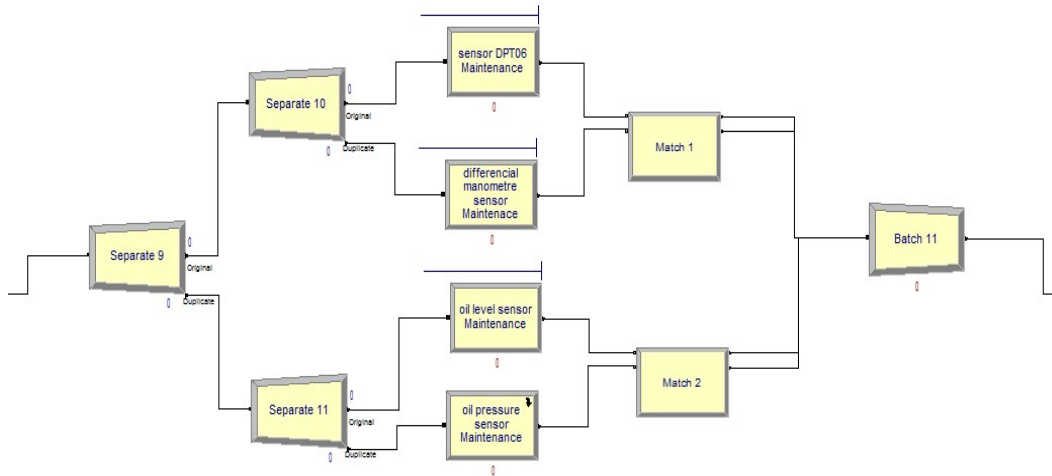 sensor DPT06
Maintenance
0
Separate 10
0
Original
0
Duplicate
Match 1
differencial
manometre
sensor
Maintenace
0
Separate 9
0
Original
0
Duplicate
Batch 11
0
oil level sensor
Maintenance
0
Match 2
Separate 11
0
Original
0
Duplicate
oil pressure
sensor
Maintenance
0